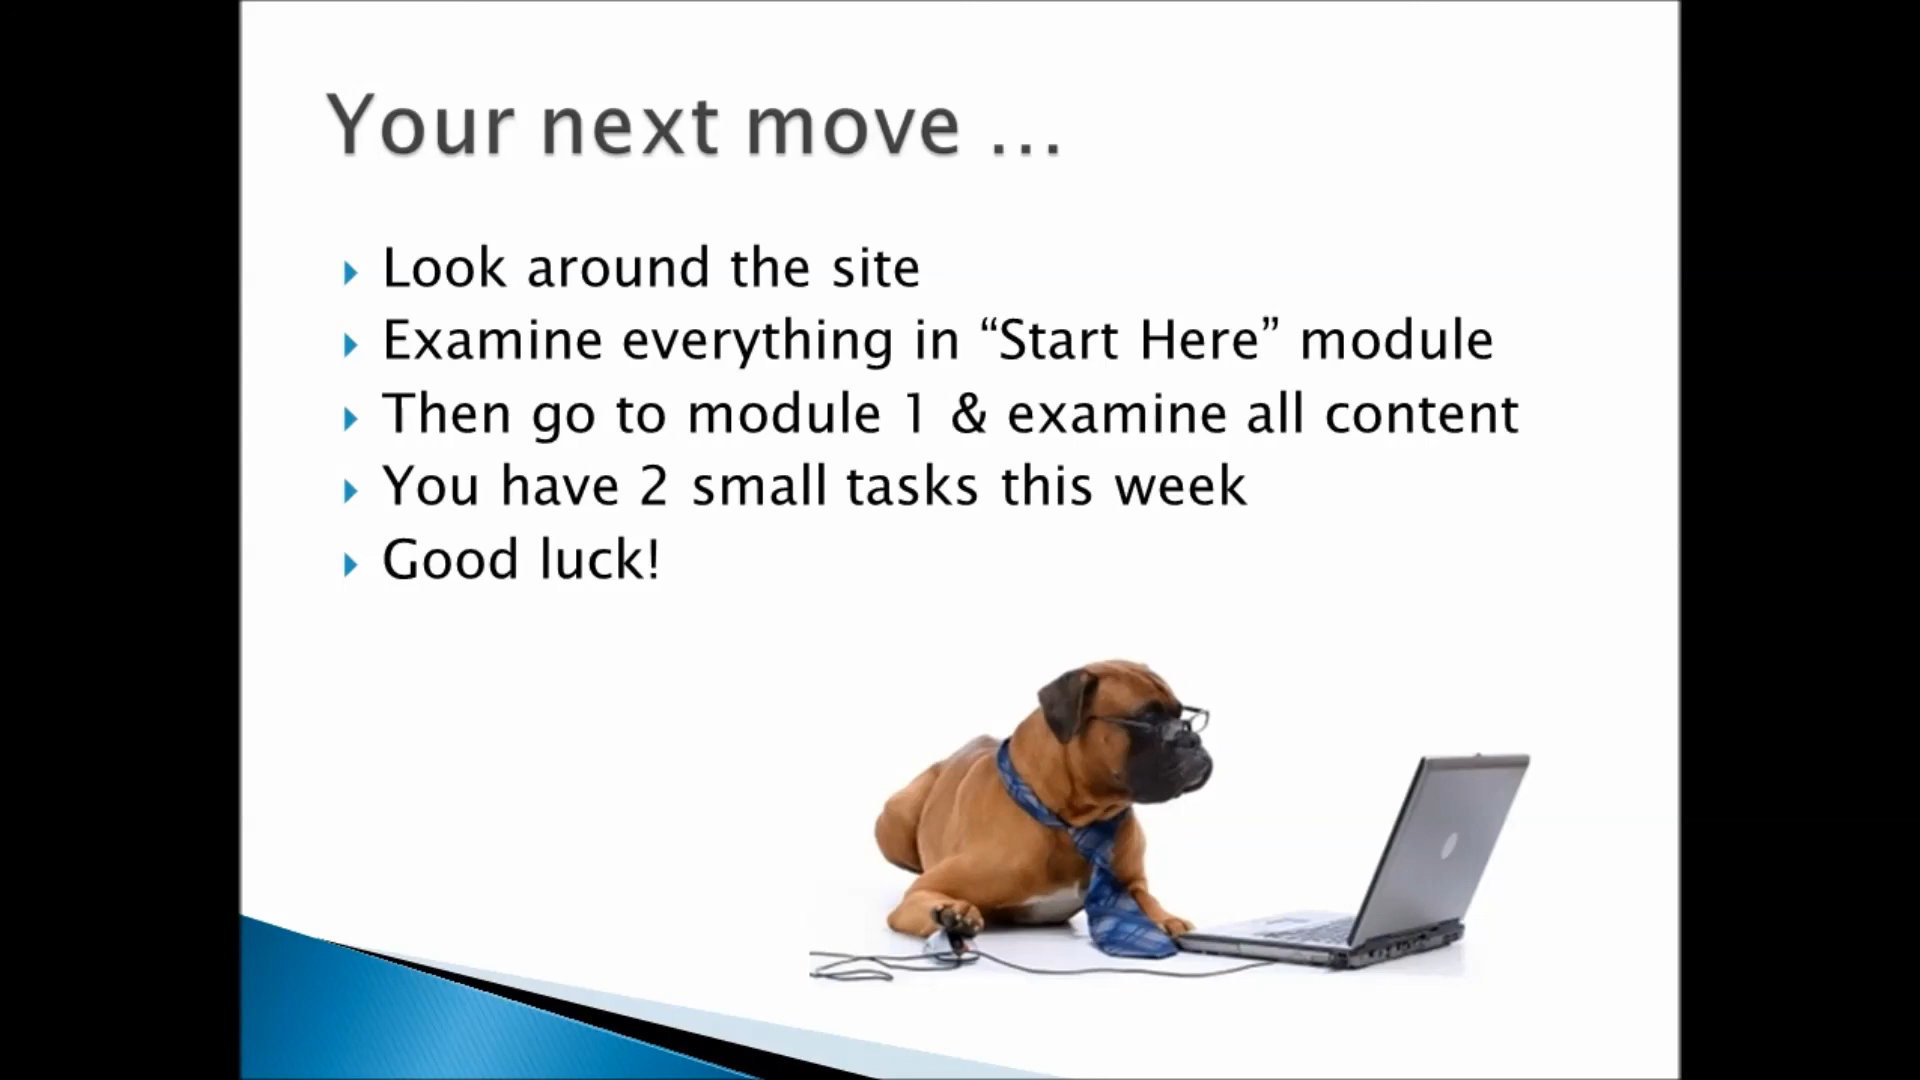 Your next move ...
Look around the site
Examine everything in “Start Here” module
Then go to module 1 & examine all content
You have 2 small tasks this week
Good luck!